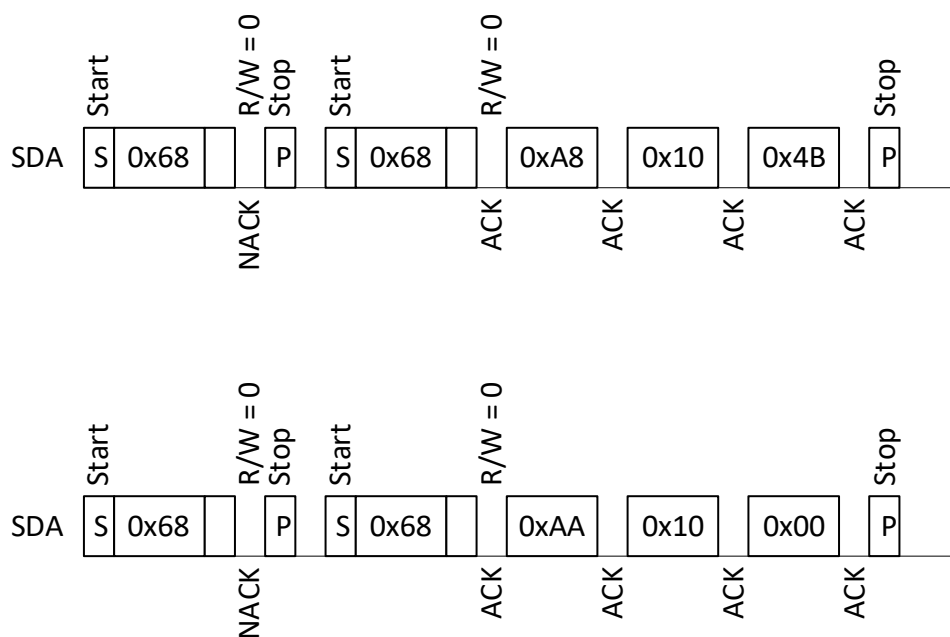 Start R/W = 0 Stop Start R/W = 0 Stop
SDA S 0x68 P S 0x68 0xA8 0x10 0x4B P
NACK ACK ACK ACK ACK
Start R/W = 0 Stop Start R/W = 0 Stop
SDA S 0x68 P S 0x68 0xAA 0x10 0x00 P
NACK ACK ACK ACK ACK